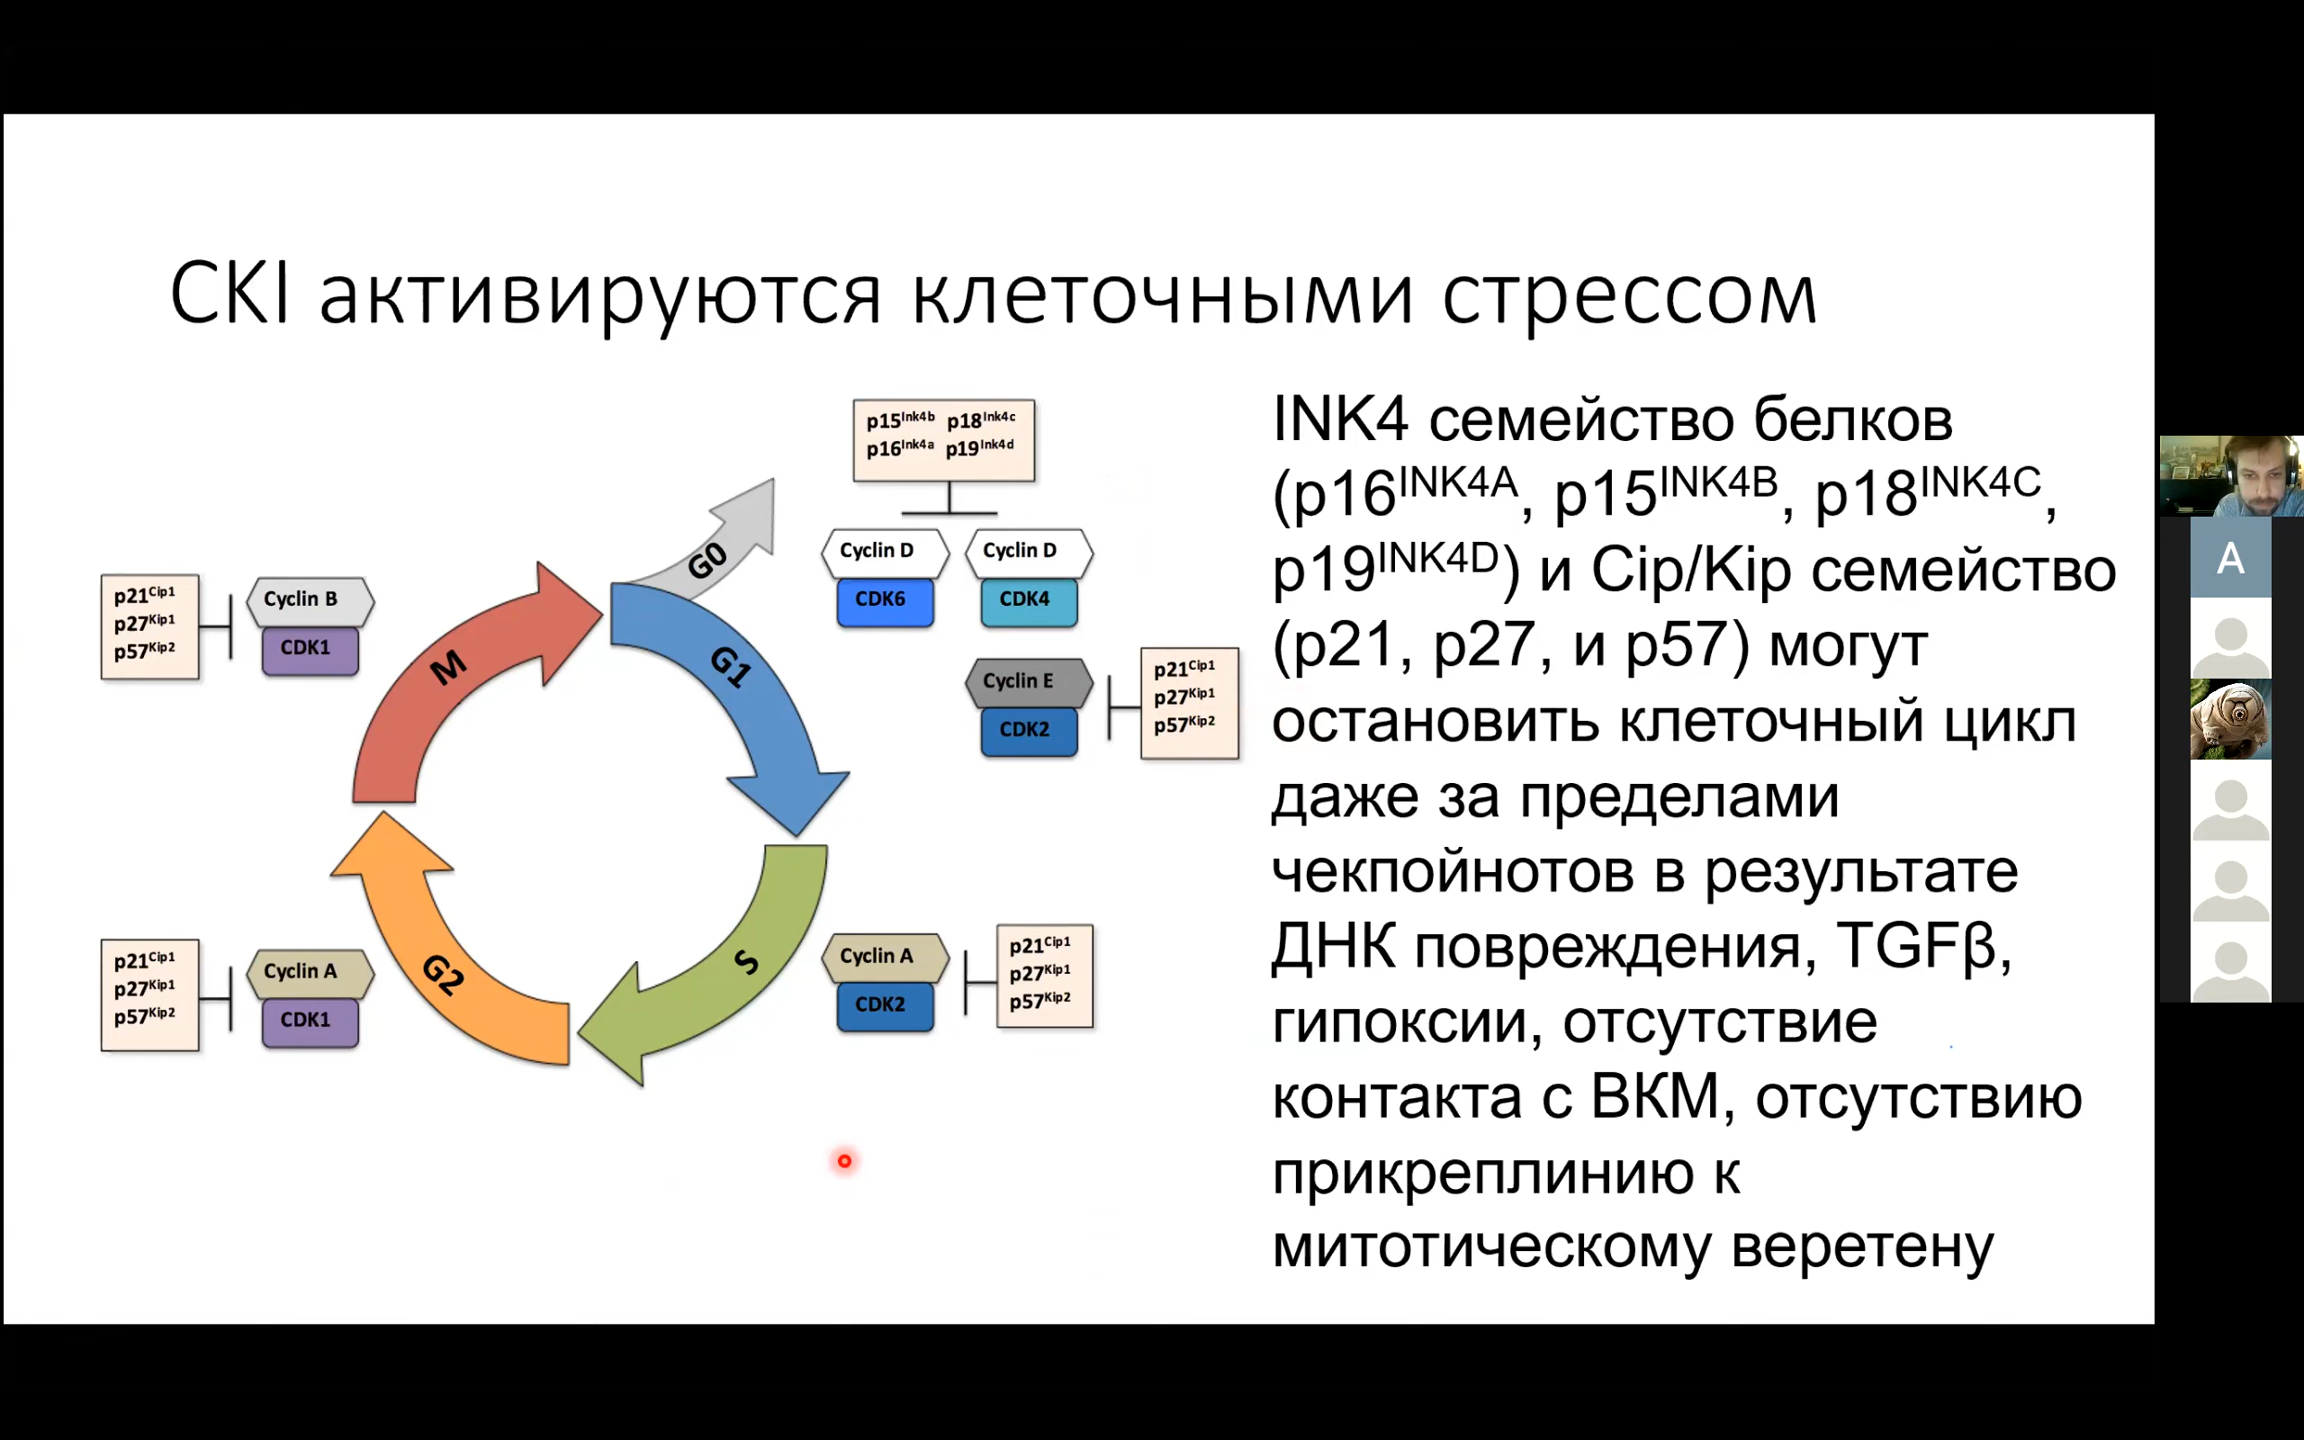 CKI активируются клеточными стрессом
p15Ink4b p18Ink4c
p16Ink4a p19Ink4d
Cyclin D
CDK6
Cyclin D
CDK4
Cyclin E
CDK2
p21Cip1
p27Kip1
p57Kip2
p21Cip1
p27Kip1
p57Kip2
Cyclin B
CDK1
G0
M
G1
S
G2
Cyclin A
CDK2
p21Cip1
p27Kip1
p57Kip2
p21Cip1
p27Kip1
p57Kip2
Cyclin A
CDK1
INK4 семейство белков
(p16INK4A, p15INK4B, p18INK4C,
p19INK4D) и Cip/Kip семейство
(p21, p27, и p57) могут
остановить клеточный цикл
даже за пределами
чекпойнотов в результате
ДНК повреждения, TGFβ,
гипоксии, отсутствие
контакта с ВКМ, отсутствию
прикреплинию к
митотическому веретену
A